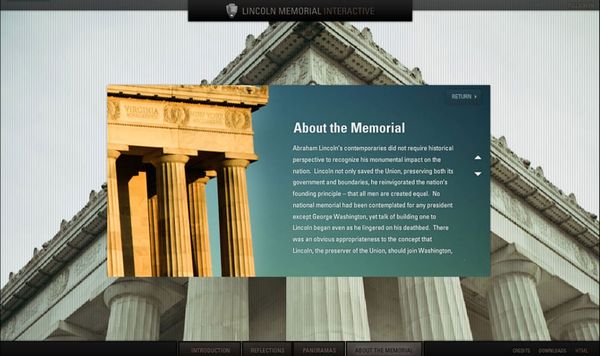 LINCOLN MEMORIAL INTERACTIVE
VIRGINIA
RETURN
About the Memorial
Abraham Lincoln's contemporaries did not require historical
perspective to recognize his monumental impact on the
nation. Lincoln not only saved the Union, preserving both its
government and boundaries, he reinvigorated the nation's
founding principle – that all men are created equal. No
national memorial had been contemplated for any president
except George Washington, yet talk of building one to
Lincoln began even as he lingered on his deathbed. There
was an obvious appropriateness to the concept that
Lincoln, the preserver of the Union, should join Washington,
INTRODUCTION REFLECTIONS PANORAMAS ABOUT THE MEMORIAL CREDITS DOWNLOADS HTML